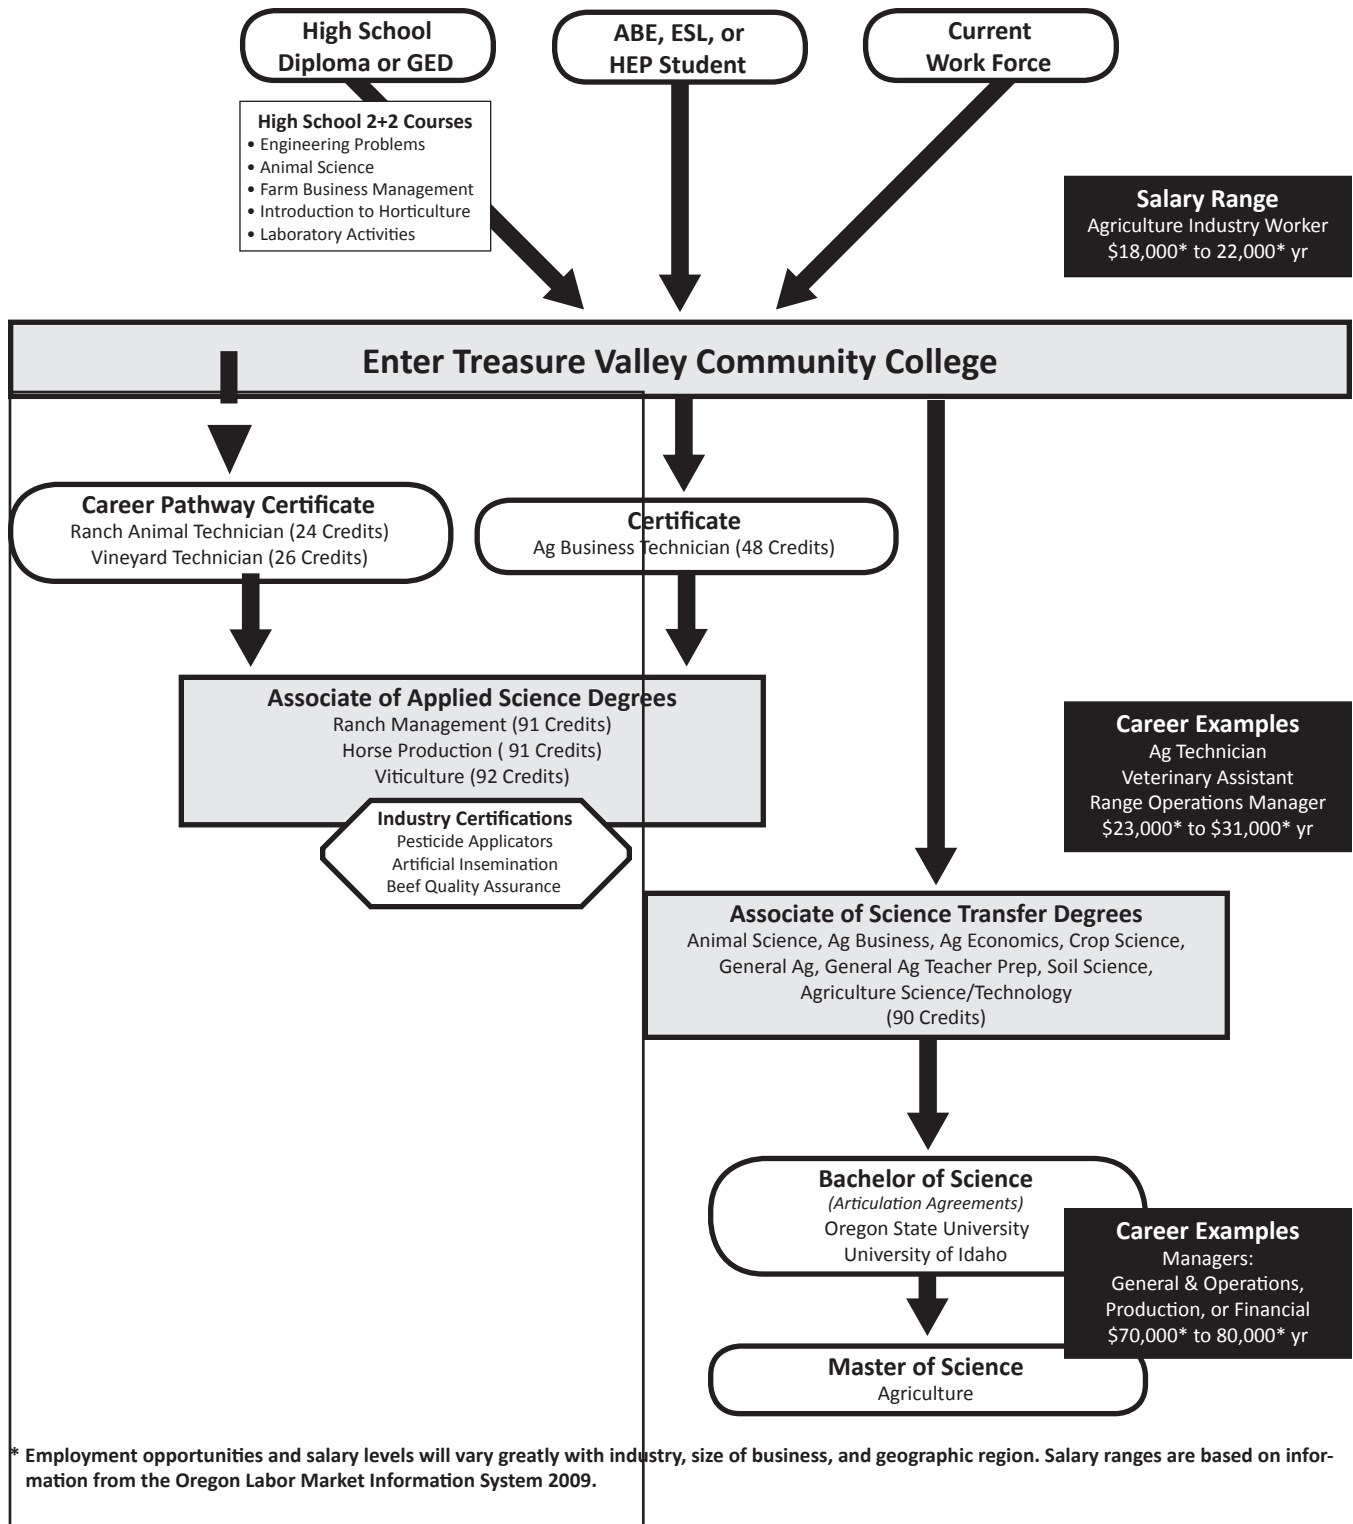 High School
Diploma or GED
ABE, ESL, or
HEP Student
Current
Work Force
High School 2+2 Courses
• Engineering Problems
• Animal Science
• Farm Business Management
• Introduction to Horticulture
• Laboratory Activities
Salary Range
Agriculture Industry Worker
$18,000* to 22,000* yr
Enter Treasure Valley Community College
Career Pathway Certificate
Ranch Animal Technician (24 Credits)
Vineyard Technician (26 Credits)
Certificate
Ag Business Technician (48 Credits)
Associate of Applied Science Degrees
Ranch Management (91 Credits)
Horse Production ( 91 Credits)
Viticulture (92 Credits)
Industry Certifications
Pesticide Applicators
Artificial Insemination
Beef Quality Assurance
Career Examples
Ag Technician
Veterinary Assistant
Range Operations Manager
$23,000* to $31,000* yr
Associate of Science Transfer Degrees
Animal Science, Ag Business, Ag Economics, Crop Science,
General Ag, General Ag Teacher Prep, Soil Science,
Agriculture Science/Technology
(90 Credits)
Bachelor of Science
(Articulation Agreements)
Oregon State University
University of Idaho
Career Examples
Managers:
General & Operations,
Production, or Financial
$70,000* to 80,000* yr
Master of Science
Agriculture
* Employment opportunities and salary levels will vary greatly with industry, size of business, and geographic region. Salary ranges are based on infor-
mation from the Oregon Labor Market Information System 2009.